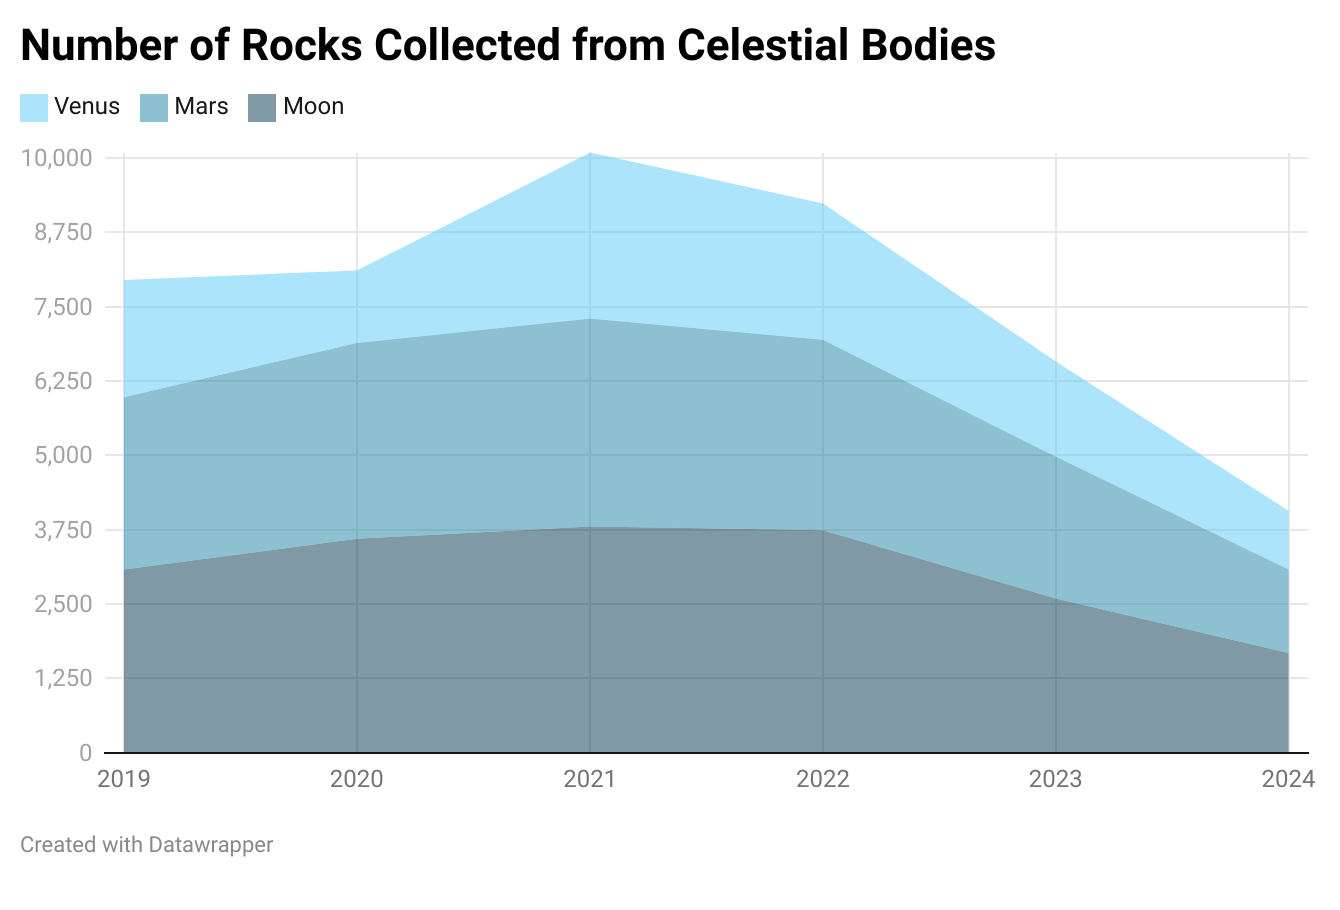 Number of Rocks Collected from Celestial Bodies
Venus Mars Moon
10,000
8,750
7,500
6,250
5,000
3,750
2,500
1,250
0
2019 2020 2021 2022 2023 2024
Created with Datawrapper